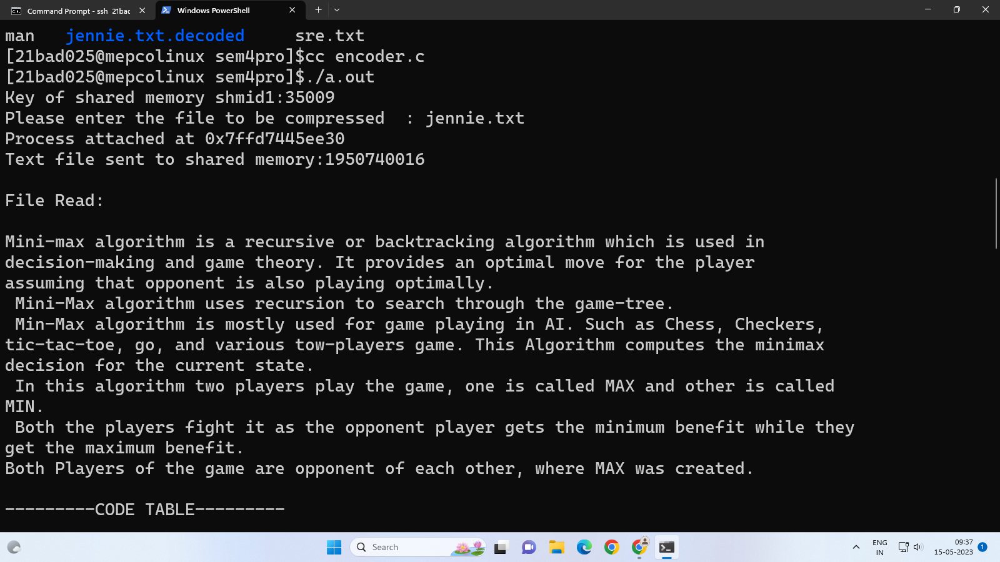 Command Prompt - ssh 21bac
Windows PowerShell
man jennie.txt.decoded sre.txt
[21bad025@mepcolinux sem4pro]$cc encoder.c
[21bad025@mepcolinux sem4pro]$./a.out
Key of shared memory shmid1:35009
Please enter the file to be compressed  : jennie.txt
Process attached at 0x7ffd7445ee30
Text file sent to shared memory:1950740016
File Read:
Mini-max algorithm is a recursive or backtracking algorithm which is used in
decision-making and game theory. It provides an optimal move for the player
assuming that opponent is also playing optimally.
 Mini-Max algorithm uses recursion to search through the game-tree.
 Min-Max algorithm is mostly used for game playing in AI. Such as Chess, Checkers,
tic-tac-toe, go, and various tow-players game. This Algorithm computes the minimax
decision for the current state.
 In this algorithm two players play the game, one is called MAX and other is called
MIN.
 Both the players fight it as the opponent player gets the minimum benefit while they
get the maximum benefit.
Both Players of the game are opponent of each other, where MAX was created.
---------CODE TABLE---------
Search
ENG
IN
09:37
15-05-2023
1